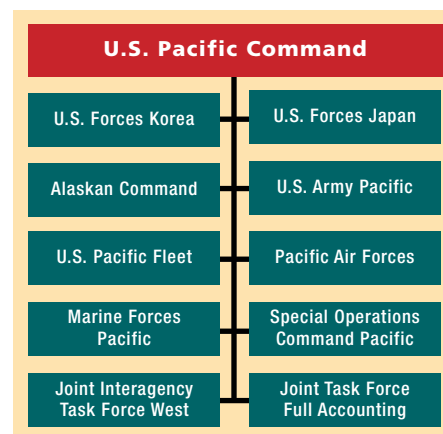 U.S. Pacific Command
U.S. Forces Korea
U.S. Forces Japan
Alaskan Command
U.S. Army Pacific
U.S. Pacific Fleet
Pacific Air Forces
Marine Forces
Pacific
Special Operations
Command Pacific
Joint Interagency
Task Force West
Joint Task Force
Full Accounting